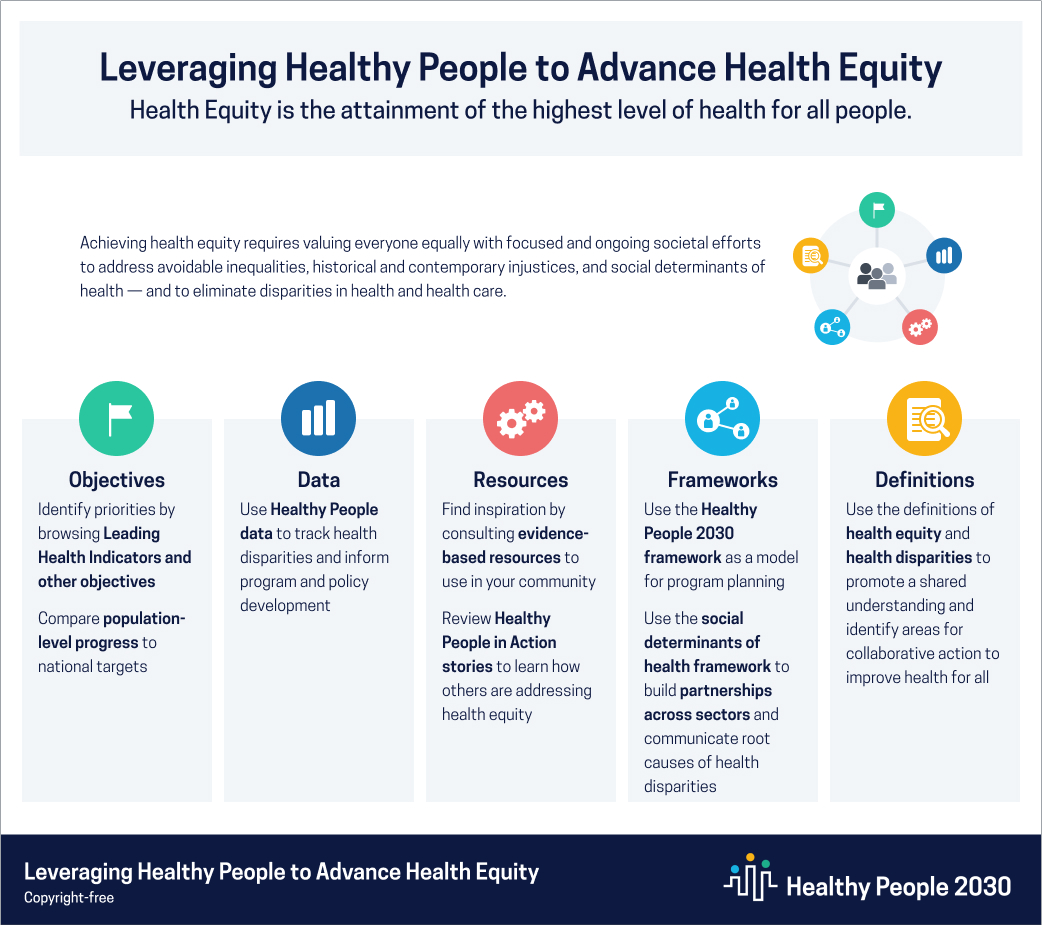 Leveraging Healthy People to Advance Health Equity
Health Equity is the attainment of the highest level of health for all people.
Achieving health equity requires valuing everyone equally with focused and ongoing societal efforts
to address avoidable inequalities, historical and contemporary injustices, and social determinants of
health — and to eliminate disparities in health and health care.
Objectives
Identify priorities by
browsing Leading
Health Indicators and
other objectives
Compare population-
level progress to
national targets
Data
Use Healthy People
data to track health
disparities and inform
program and policy
development
Resources
Find inspiration by
consulting evidence-
based resources to
use in your community
Review Healthy
People in Action
stories to learn how
others are addressing
health equity
Frameworks
Use the Healthy
People 2030
framework as a model
for program planning
Use the social
determinants of
health framework to
build partnerships
across sectors and
communicate root
causes of health
disparities
Definitions
Use the definitions of
health equity and
health disparities to
promote a shared
understanding and
identify areas for
collaborative action to
improve health for all
Leveraging Healthy People to Advance Health Equity
Copyright-free
Healthy People 2030